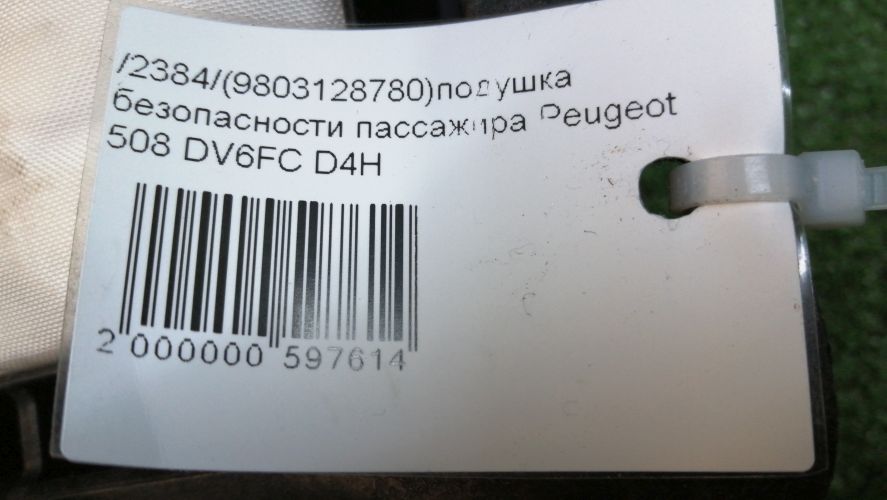 /2384/(9803128780)подушка
безопасности пассажира Peugeot
508 DV6FC D4H
2 000000 597614